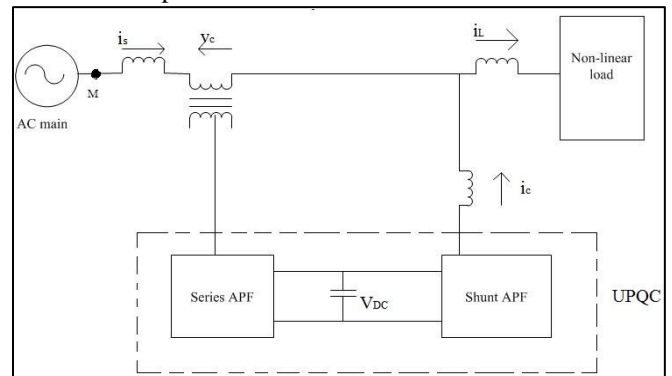 is
vc
iL
Non-linear
load
M
AC main
ic
Series APF
VDC
Shunt APF
UPQC